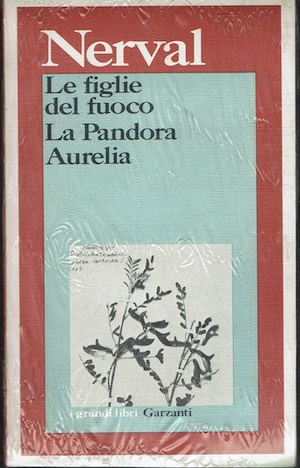 Nerval
Le figlie
del fuoco
La Pandora
Aurelia
i grandi libri Garzanti